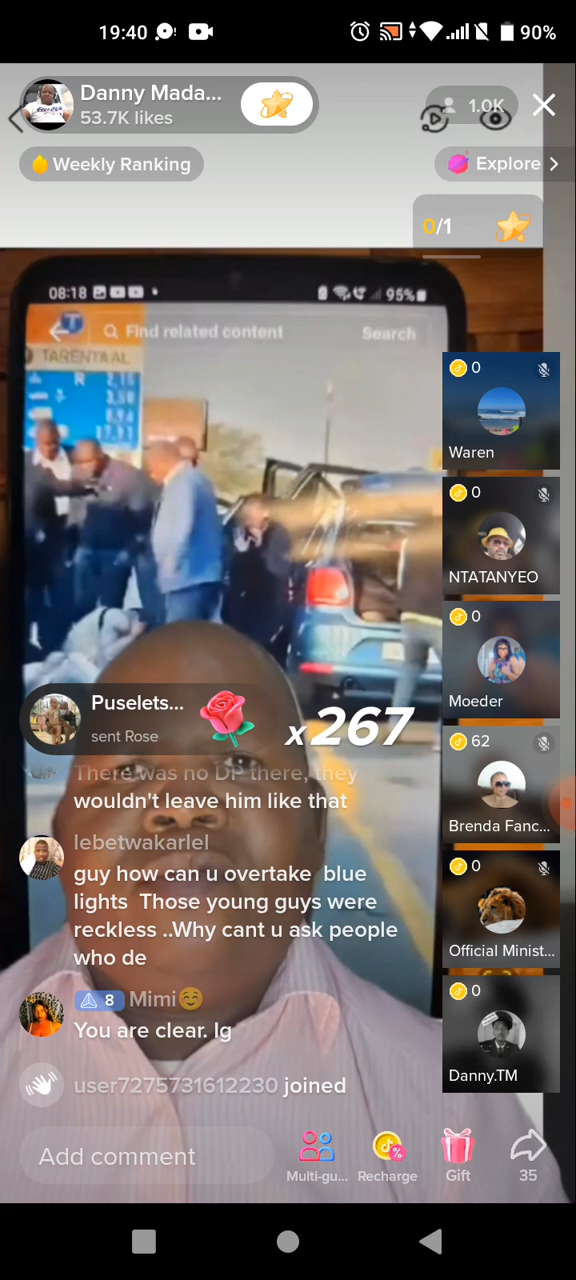 19:40
90%
Danny Mada...
53.7K likes
1.0K
Weekly Ranking
Explore
0/1
08:18
95%
Find related content
Search
TARENTAAL
0
Waren
0
NTATANYEO
0
Moeder
62
Brenda Fanc...
0
Official Minist...
0
Danny.TM
Puselets...
sent Rose
x267
There was no DP there, they
wouldn't leave him like that
lebetwakarlel
guy how can u overtake blue
lights Those young guys were
reckless ..Why cant u ask people
who de
8 Mimi😊
You are clear. Ig
user7275731612230 joined
Add comment
Multi-gu...
Recharge
Gift
35